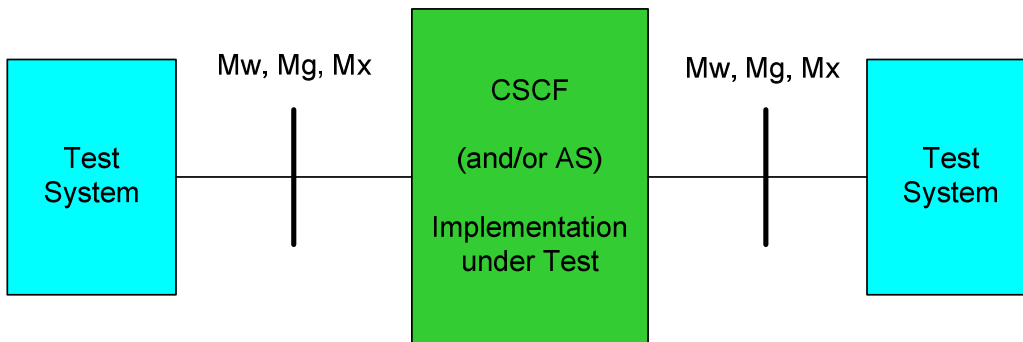 Mw, Mg, Mx
Mw, Mg, Mx
Test
System
CSCF
(and/or AS)
Implementation
under Test
Test
System